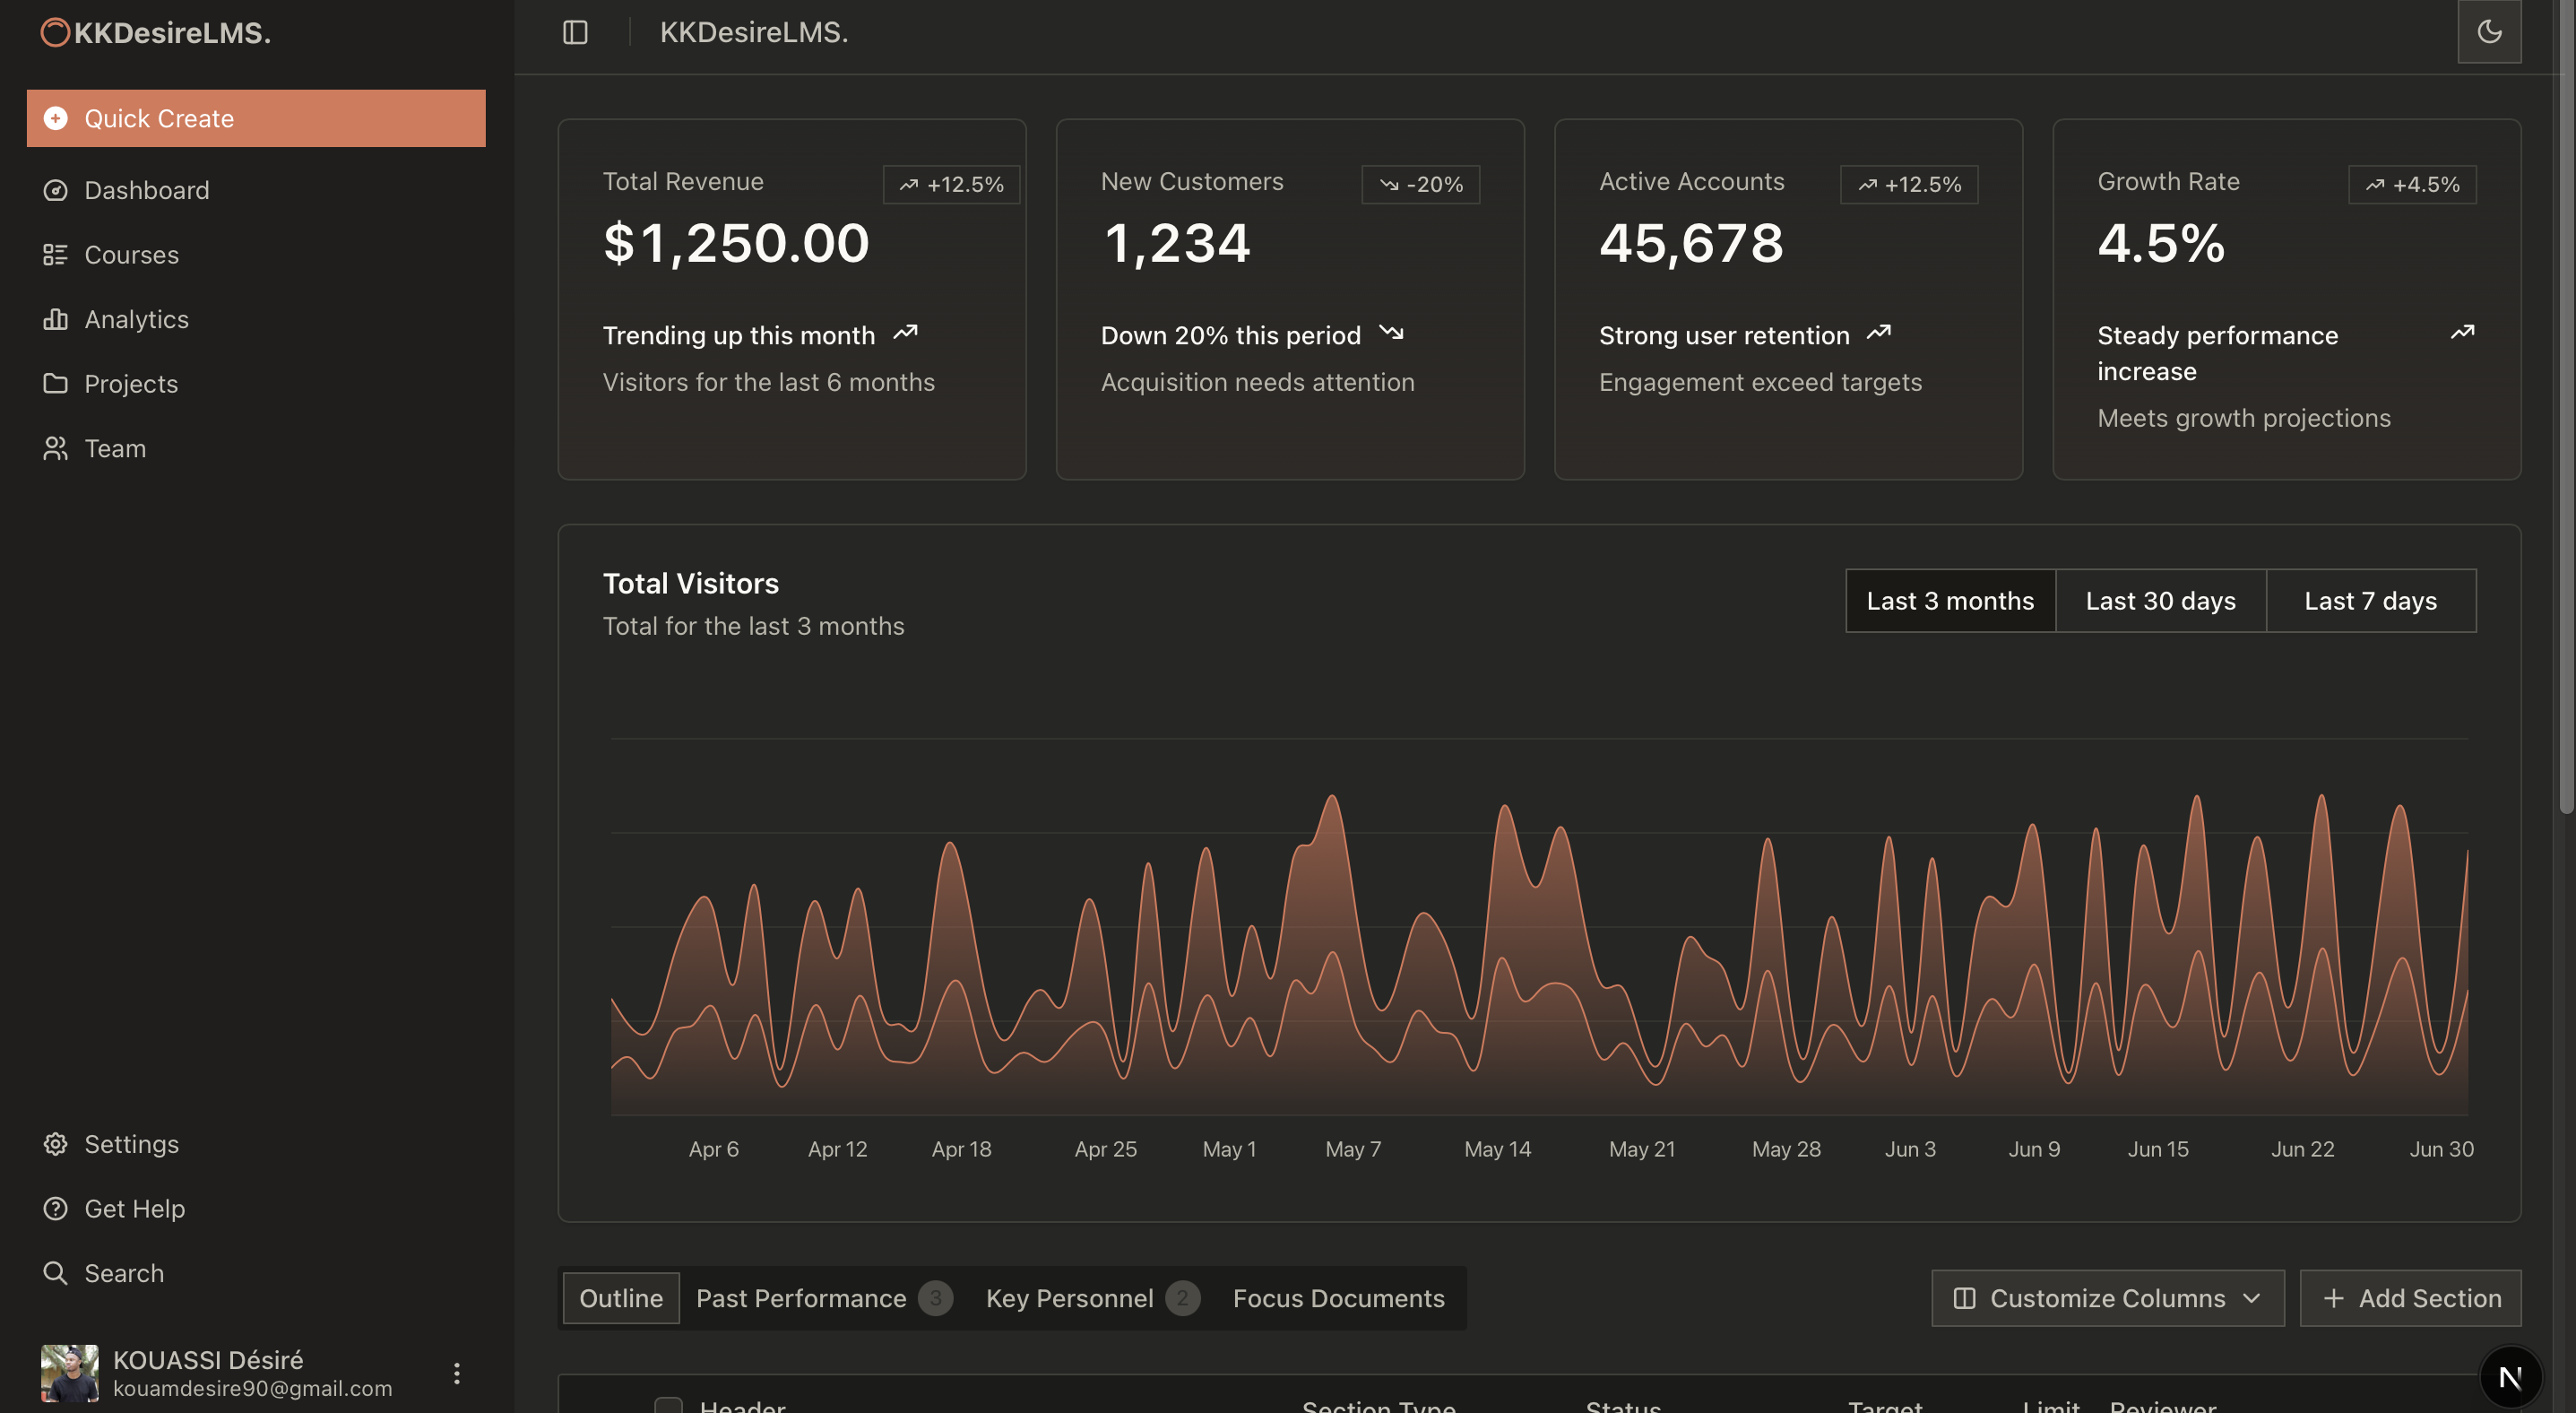 KKDesireLMS.
Quick Create
Dashboard
Courses
Analytics
Projects
Team
Settings
Get Help
Search
KOUASSI Désiré
kouamdesire90@gmail.com
KKDesireLMS.
Total Revenue
+12.5%
$1,250.00
Trending up this month
Visitors for the last 6 months
New Customers
-20%
1,234
Down 20% this period
Acquisition needs attention
Active Accounts
+12.5%
45,678
Strong user retention
Engagement exceed targets
Growth Rate
+4.5%
4.5%
Steady performance
increase
Meets growth projections
Total Visitors
Total for the last 3 months
Last 3 months
Last 30 days
Last 7 days
Apr 6 Apr 12 Apr 18 Apr 25 May 1 May 7 May 14 May 21 May 28 Jun 3 Jun 9 Jun 15 Jun 22 Jun 30
Outline Past Performance 3 Key Personnel 2 Focus Documents
Customize Columns
Add Section
Header Section Type Status Target Limit Reviewer
N